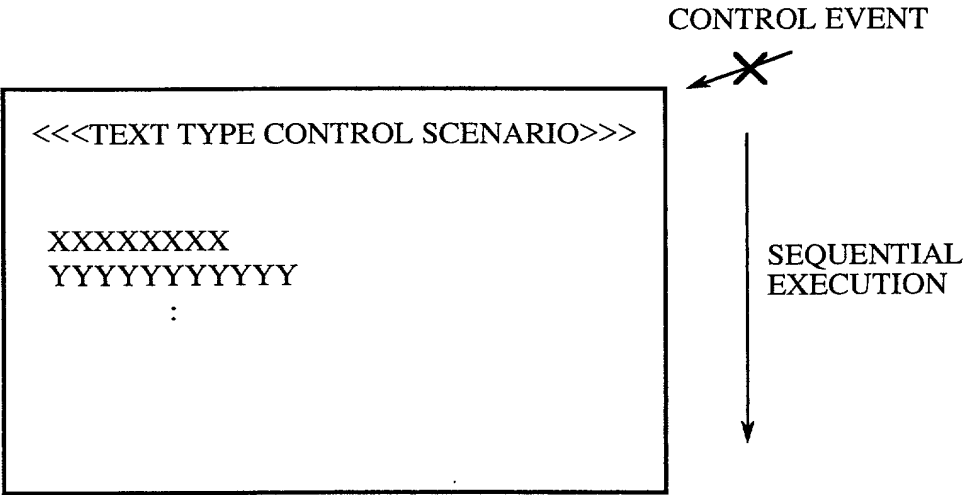 CONTROL EVENT
<<<TEXT TYPE CONTROL SCENARIO>>>
XXXXXXXX
YYYYYYYYYYY
:
SEQUENTIAL
EXECUTION